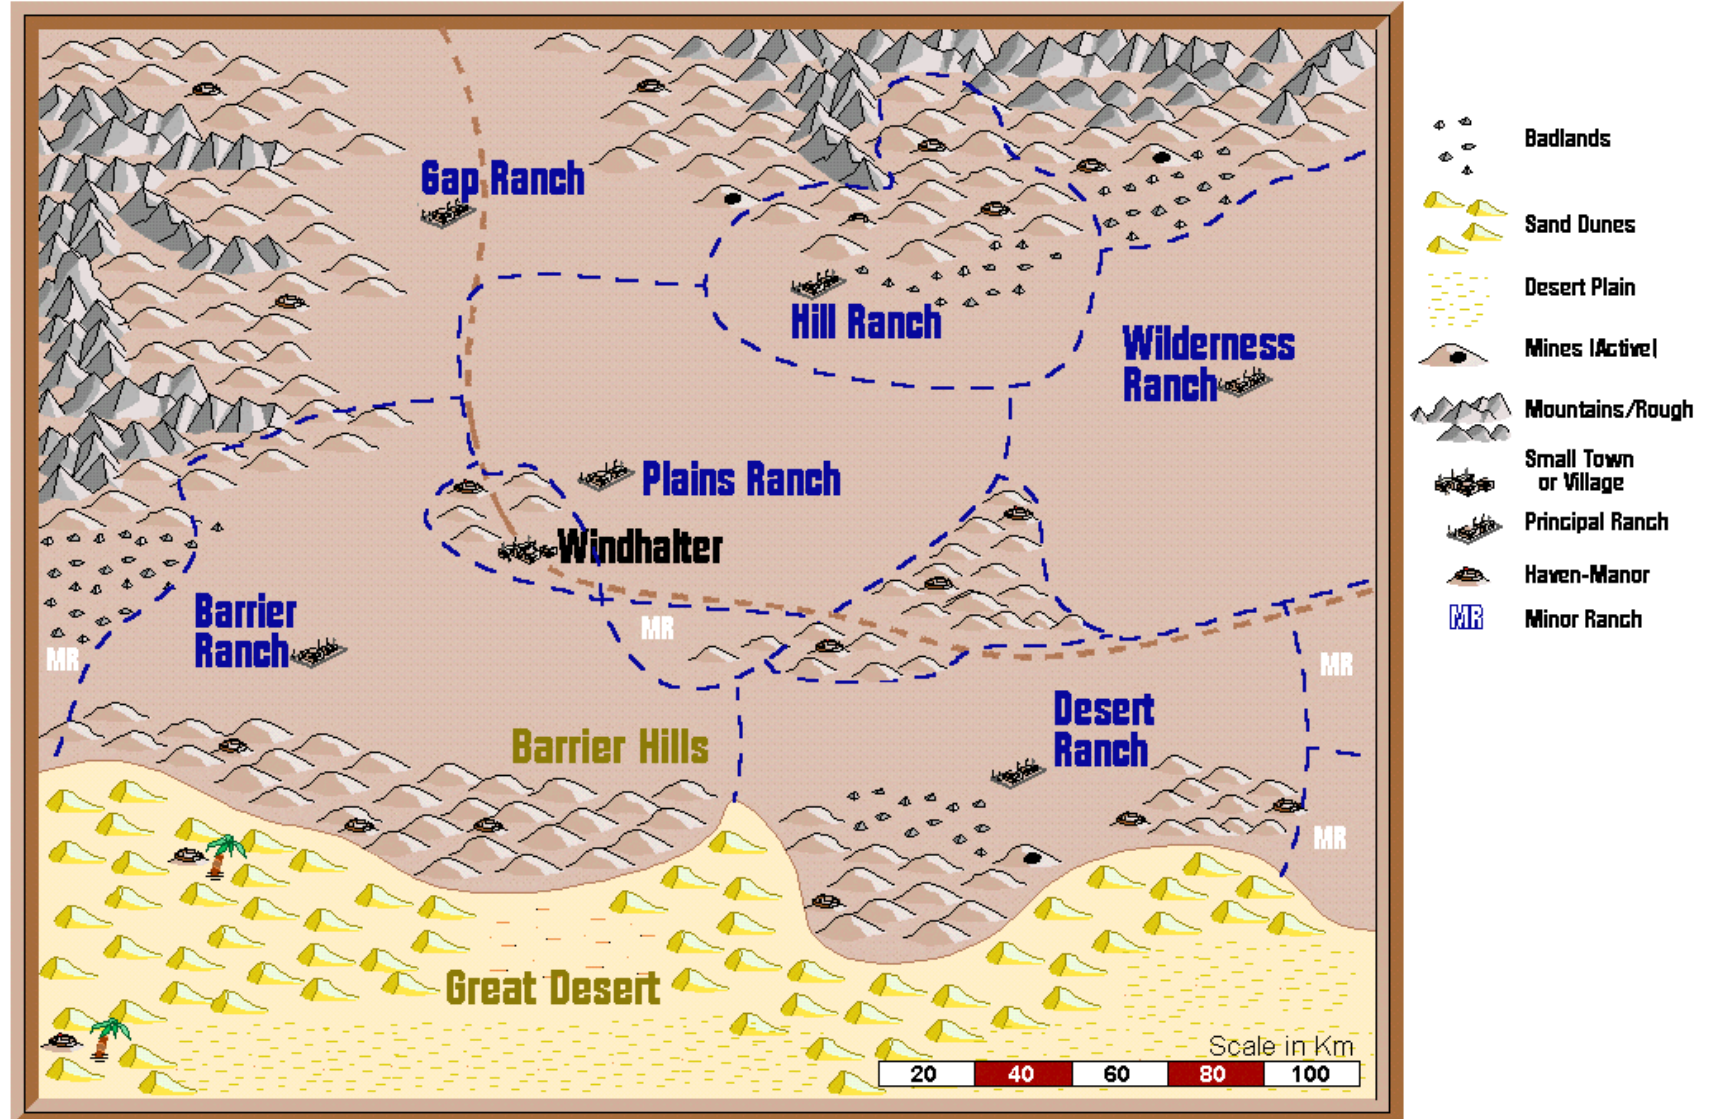 Gap Ranch
Hill Ranch
Wilderness
Ranch
Plains Ranch
Windhalter
Barrier
Ranch
MR
MR
MR
Desert
Ranch
Barrier Hills
MR
Great Desert
Scale in Km
20 40 60 80 100
Badlands
Sand Dunes
Desert Plain
Mines (Active)
Mountains/Rough
Small Town
or Village
Principal Ranch
Haven-Manor
MR Minor Ranch